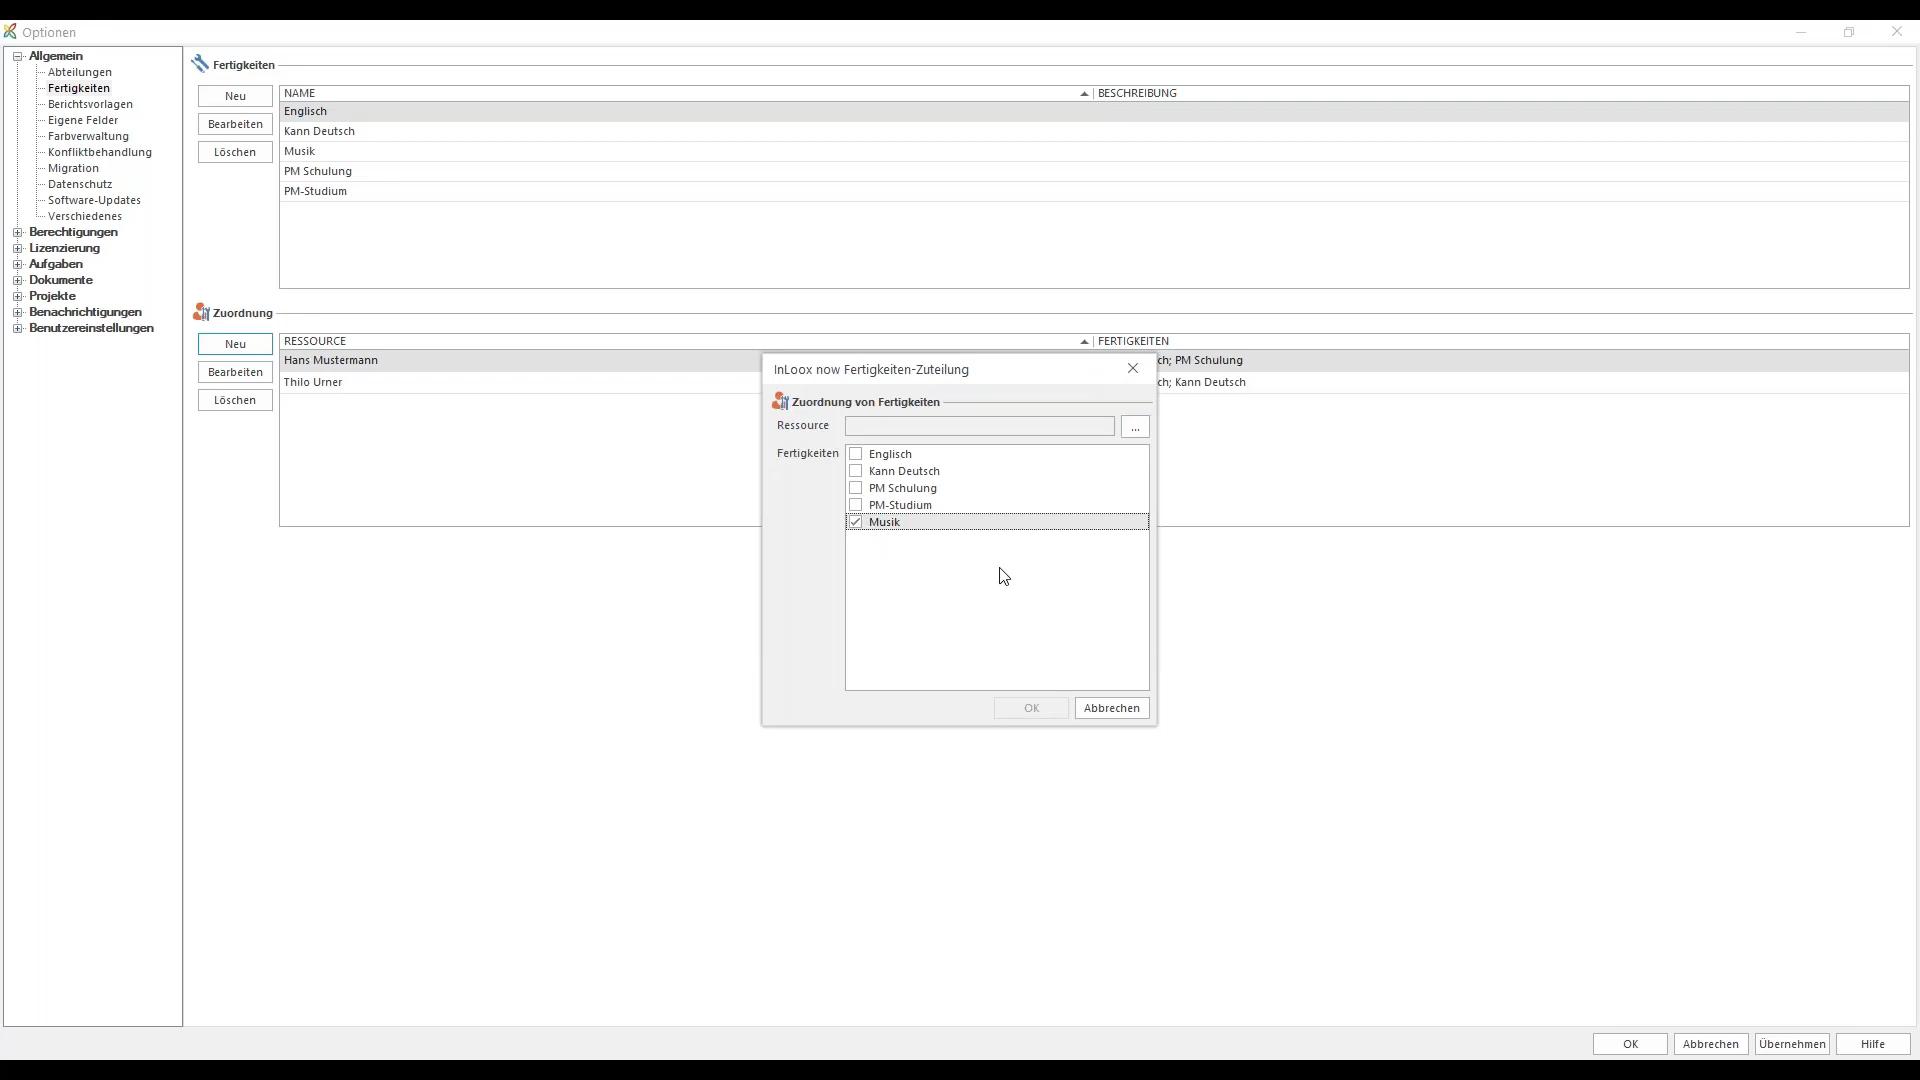 Optionen
Allgemein
Abteilungen
Fertigkeiten
Berichtsvorlagen
Eigene Felder
Farbverwaltung
Konfliktbehandlung
Migration
Datenschutz
Software-Updates
Verschiedenes
Berechtigungen
Lizenzierung
Aufgaben
Dokumente
Projekte
Benachrichtigungen
Benutzereinstellungen
Fertigkeiten
Neu
Bearbeiten
Löschen
NAME BESCHREIBUNG
Englisch
Kann Deutsch
Musik
PM Schulung
PM-Studium
Zuordnung
Neu
Bearbeiten
Löschen
RESSOURCE FERTIGKEITEN
Hans Mustermann ch; PM Schulung
Thilo Urner ch; Kann Deutsch
InLoox now Fertigkeiten-Zuteilung
Zuordnung von Fertigkeiten
Ressource ...
Fertigkeiten
Englisch
Kann Deutsch
PM Schulung
PM-Studium
Musik
OK Abbrechen
OK Abbrechen Übernehmen Hilfe